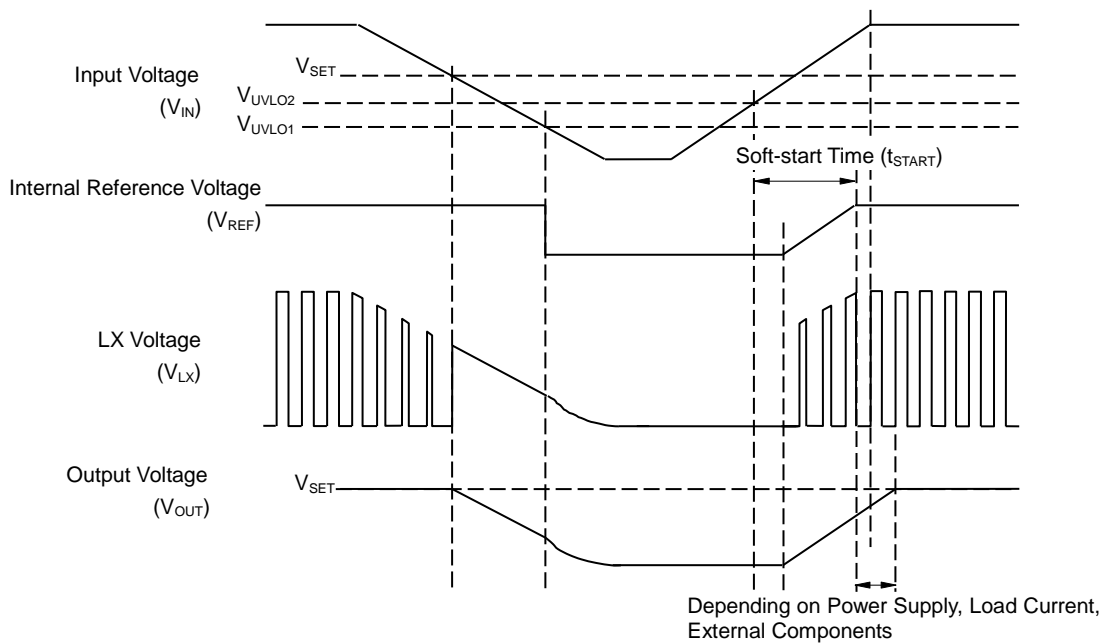 Input Voltage
(VIN)
VSET
VUVLO2
VUVLO1
Soft-start Time (tSTART)
Internal Reference Voltage
(VREF)
LX Voltage
(VLX)
Output Voltage
(VOUT)
VSET
Depending on Power Supply, Load Current,
External Components